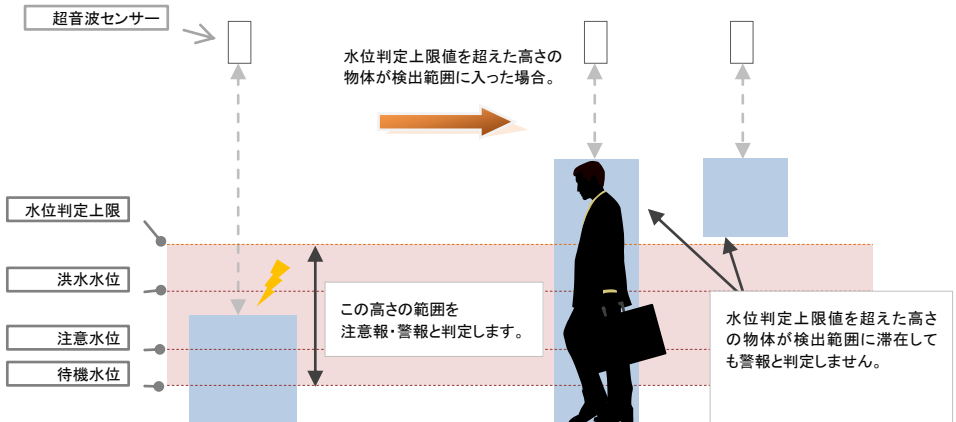 超音波センサー
水位判定上限値を超えた高さの
物体が検出範囲に入った場合。
水位判定上限
洪水水位
注意水位
待機水位
この高さの範囲を
注意報・警報と判定します。
水位判定上限値を超えた高さ
の物体が検出範囲に滞在して
も警報と判定しません。